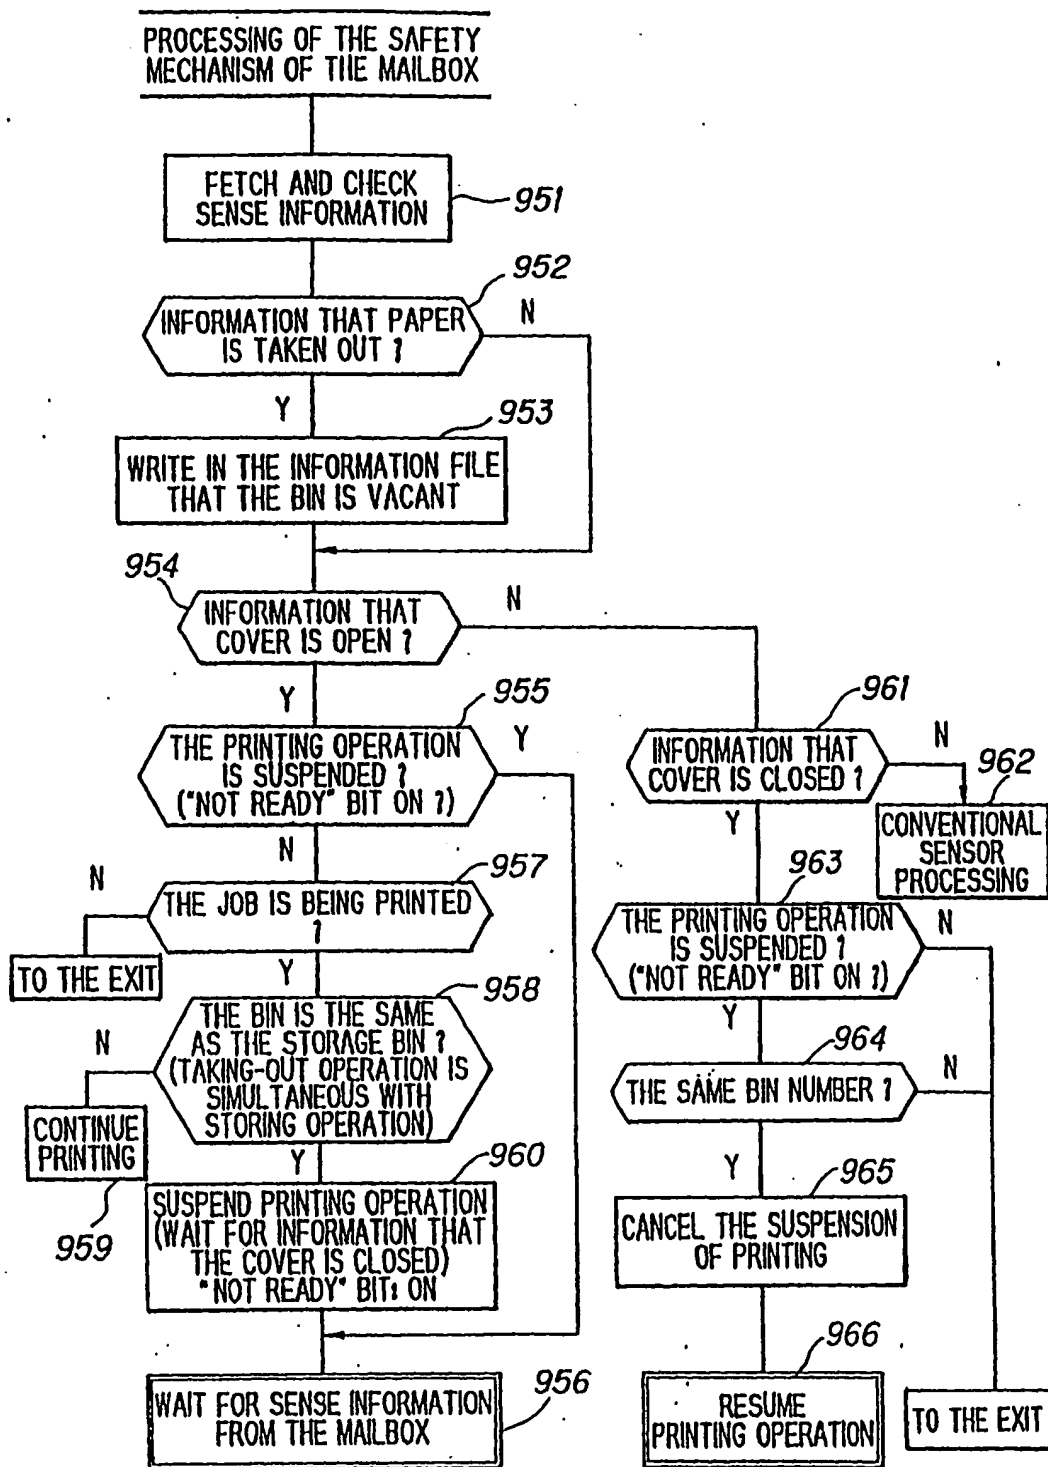 PROCESSING OF THE SAFETY
MECHANISM OF THE MAILBOX
FETCH AND CHECK
SENSE INFORMATION
951
952
INFORMATION THAT PAPER
IS TAKEN OUT ?
N
Y
953
WRITE IN THE INFORMATION FILE
THAT THE BIN IS VACANT
954
INFORMATION THAT
COVER IS OPEN ?
N
Y
955
THE PRINTING OPERATION
IS SUSPENDED ?
("NOT READY" BIT ON ?)
Y
N
957
THE JOB IS BEING PRINTED
?
N
TO THE EXIT
Y
958
THE BIN IS THE SAME
AS THE STORAGE BIN ?
(TAKING-OUT OPERATION IS
SIMULTANEOUS WITH
STORING OPERATION)
N
CONTINUE
PRINTING
959
Y
960
SUSPEND PRINTING OPERATION
(WAIT FOR INFORMATION THAT
THE COVER IS CLOSED)
"NOT READY" BIT: ON
WAIT FOR SENSE INFORMATION
FROM THE MAILBOX
956
961
INFORMATION THAT
COVER IS CLOSED ?
N
962
CONVENTIONAL
SENSOR
PROCESSING
Y
963
THE PRINTING OPERATION
IS SUSPENDED ?
("NOT READY" BIT ON ?)
N
Y
964
THE SAME BIN NUMBER ?
N
Y
965
CANCEL THE SUSPENSION
OF PRINTING
966
RESUME
PRINTING OPERATION
TO THE EXIT